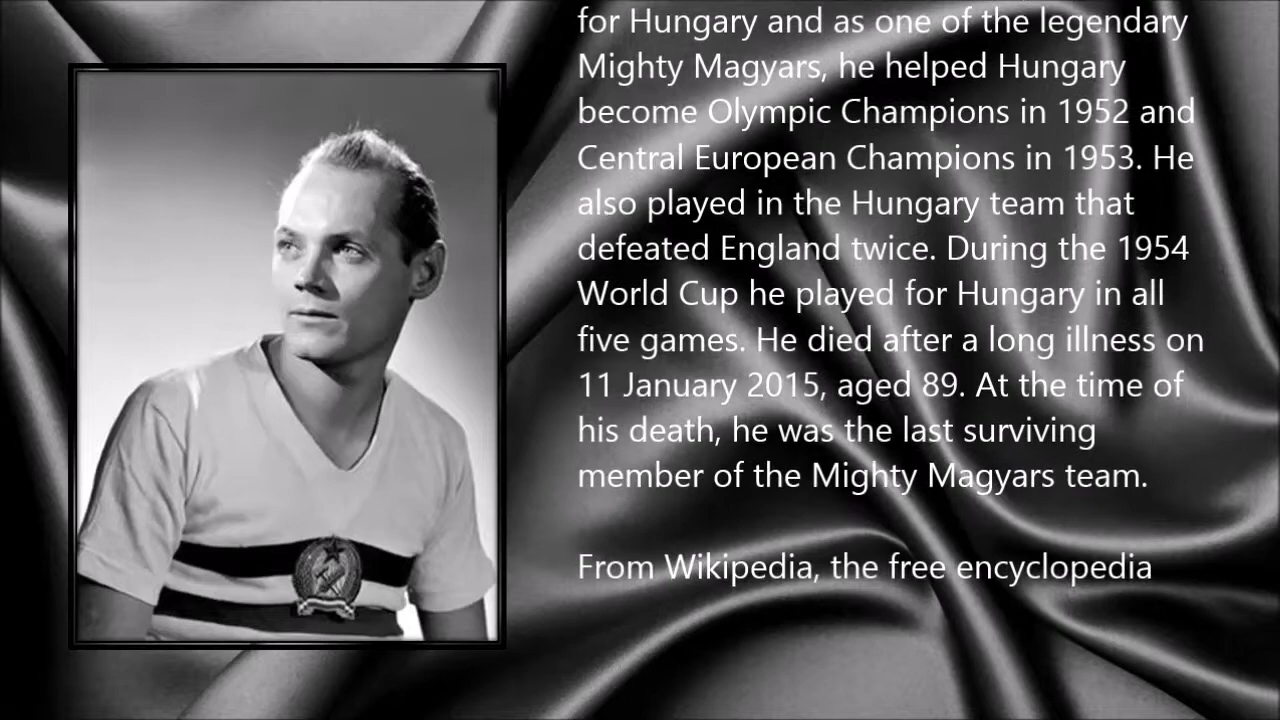 for Hungary and as one of the legendary
Mighty Magyars, he helped Hungary
become Olympic Champions in 1952 and
Central European Champions in 1953. He
also played in the Hungary team that
defeated England twice. During the 1954
World Cup he played for Hungary in all
five games. He died after a long illness on
11 January 2015, aged 89. At the time of
his death, he was the last surviving
member of the Mighty Magyars team.
From Wikipedia, the free encyclopedia